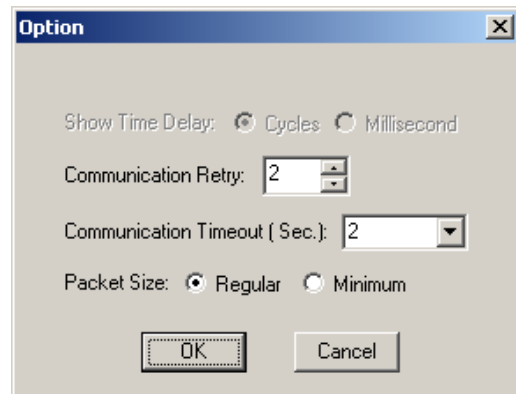 Option
Show Time Delay: Cycles Millisecond
Communication Retry: 2
Communication Timeout ( Sec.): 2
Packet Size: Regular Minimum
OK Cancel